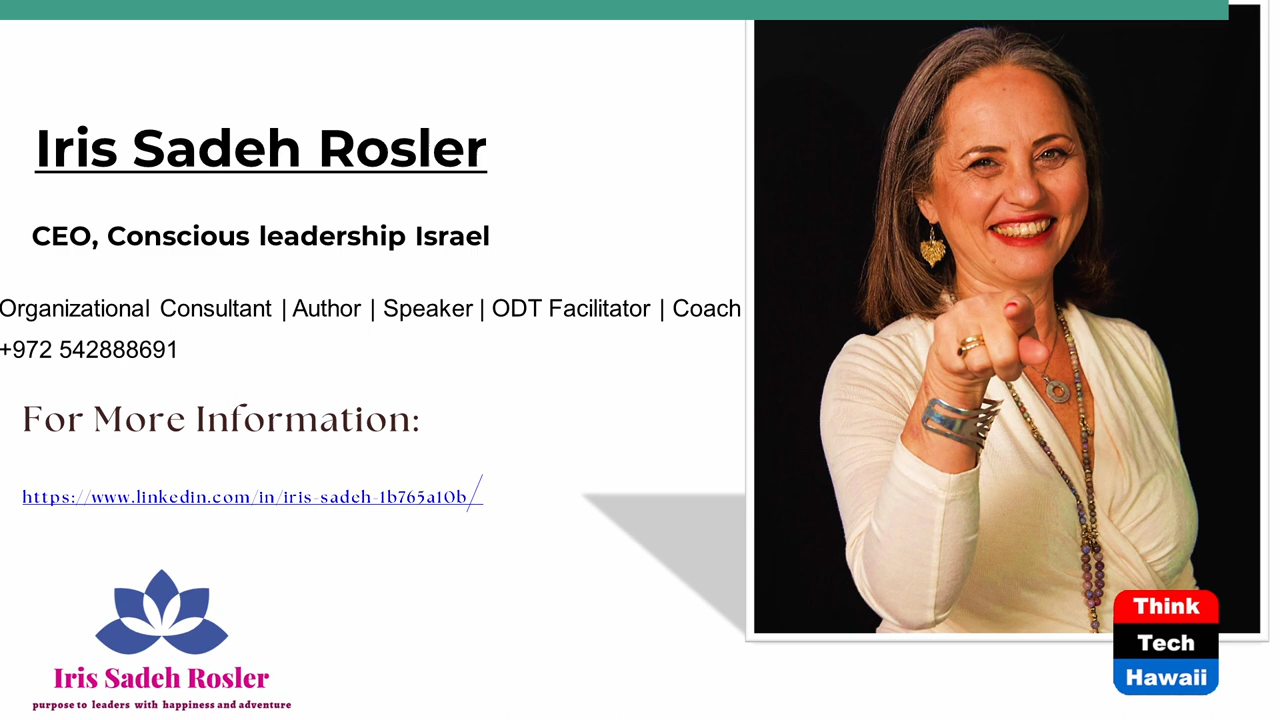 Iris Sadeh Rosler
CEO, Conscious leadership Israel
Organizational Consultant | Author | Speaker | ODT Facilitator | Coach
+972 542888691
For More Information:
https://www.linkedin.com/in/iris-sadeh-1b765a10b/
Iris Sadeh Rosler
purpose to leaders with happiness and adventure
Think
Tech
Hawaii